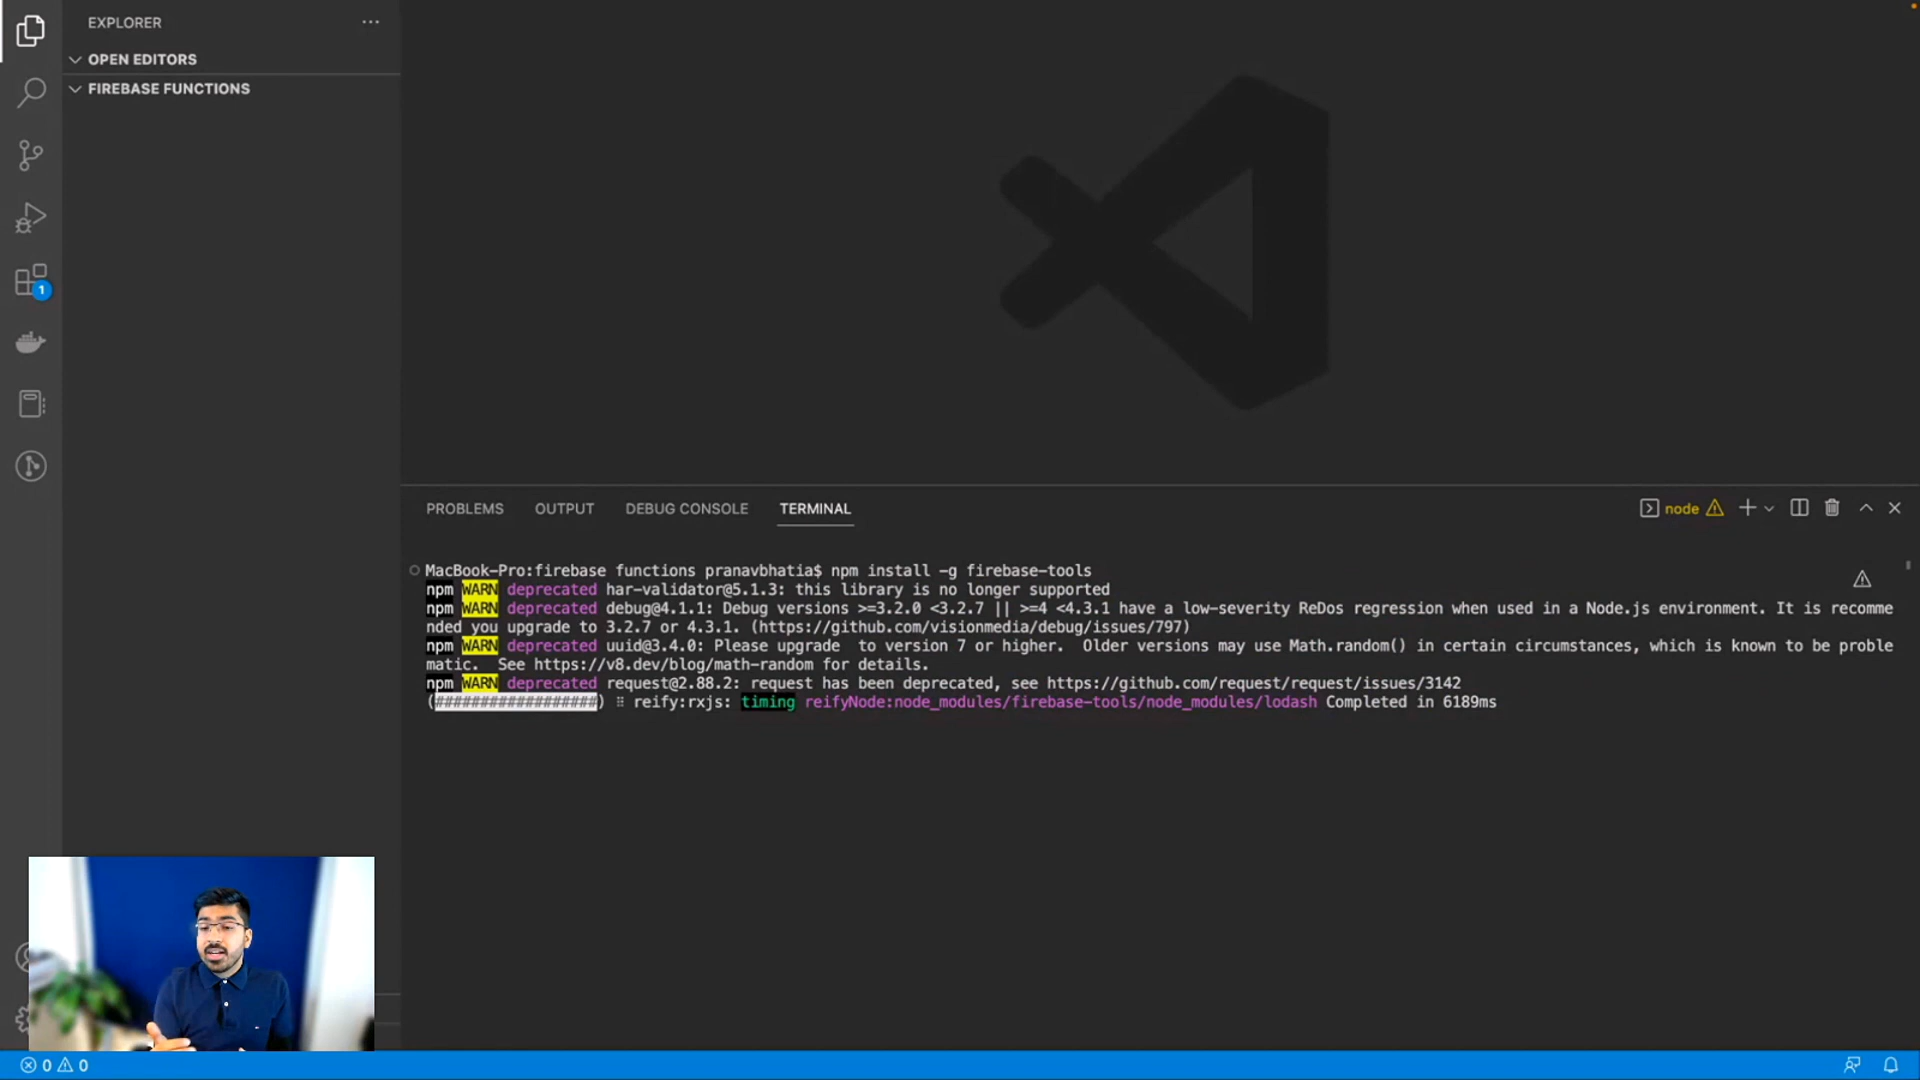 EXPLORER
OPEN EDITORS
FIREBASE FUNCTIONS
1
PROBLEMS OUTPUT DEBUG CONSOLE TERMINAL
node
MacBook-Pro:firebase functions pranavbhatia$ npm install -g firebase-tools
npm WARN deprecated har-validator@5.1.3: this library is no longer supported
npm WARN deprecated debug@4.1.1: Debug versions >=3.2.0 <3.2.7 || >=4 <4.3.1 have a low-severity ReDos regression when used in a Node.js environment. It is recomme
nded you upgrade to 3.2.7 or 4.3.1. (https://github.com/visionmedia/debug/issues/797)
npm WARN deprecated uuid@3.4.0: Please upgrade  to version 7 or higher.  Older versions may use Math.random() in certain circumstances, which is known to be proble
matic.  See https://v8.dev/blog/math-random for details.
npm WARN deprecated request@2.88.2: request has been deprecated, see https://github.com/request/request/issues/3142
(##################) ⠿ reify:rxjs: timing reifyNode:node_modules/firebase-tools/node_modules/lodash Completed in 6189ms
0 0